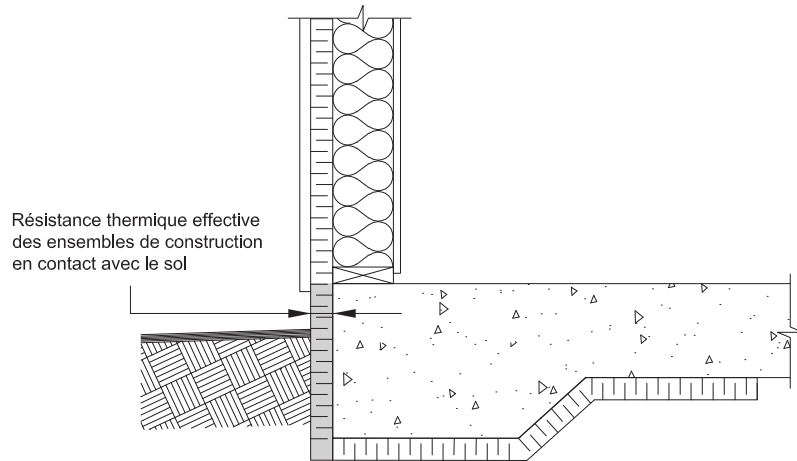 Résistance thermique effective
des ensembles de construction
en contact avec le sol